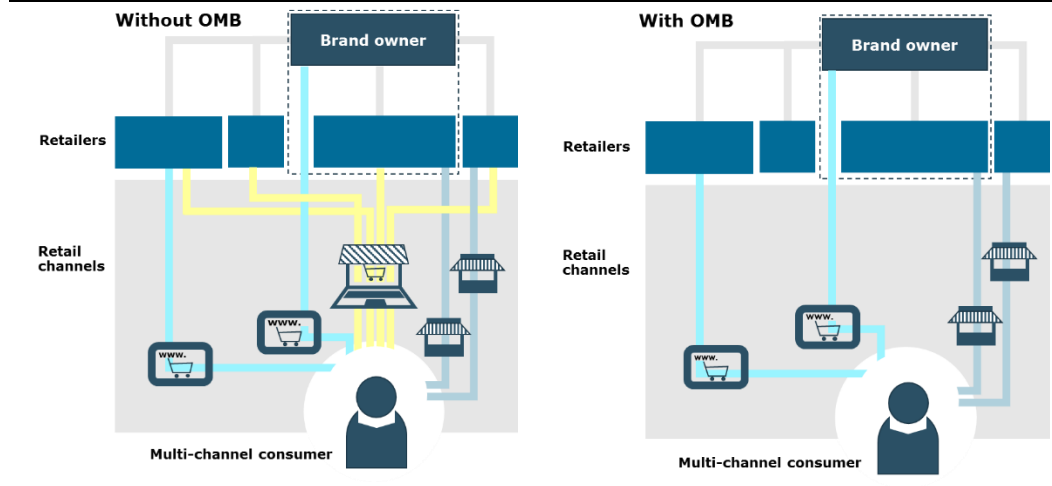 Without OMB
Brand owner
Retailers
Retail
channels
www.
www.
Multi-channel consumer
With OMB
Brand owner
Retailers
Retail
channels
www.
www.
Multi-channel consumer